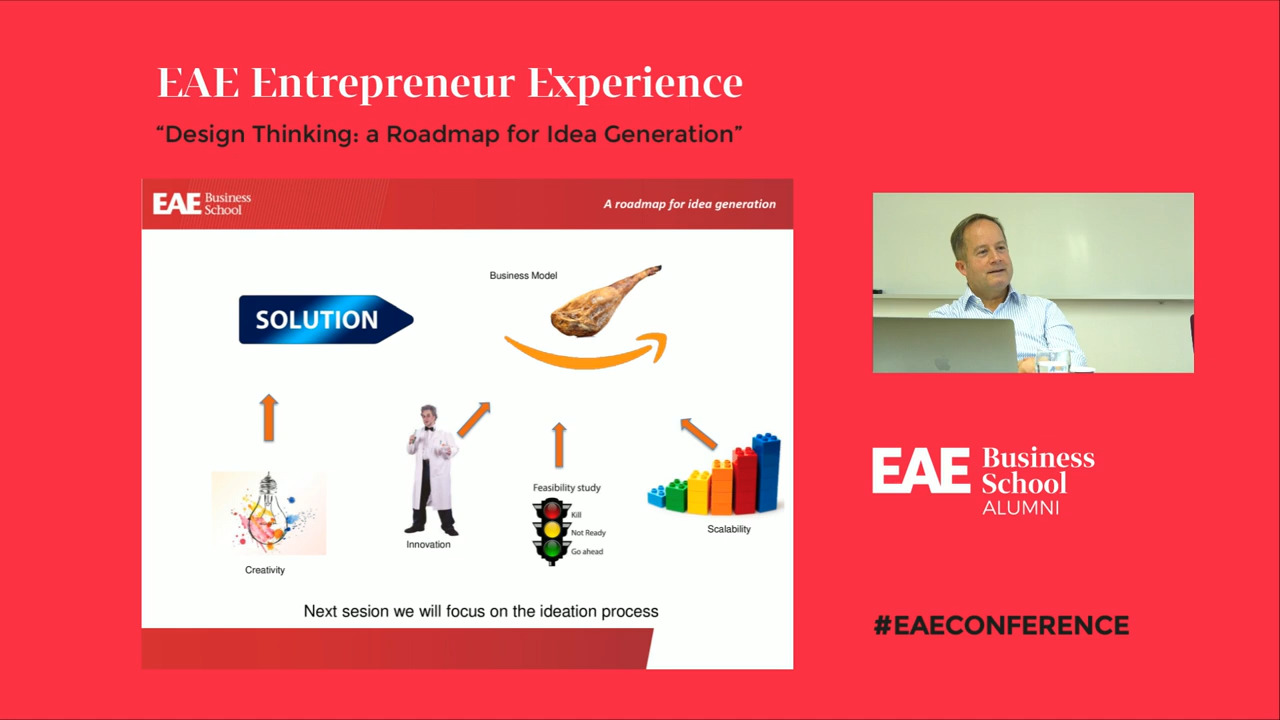 EAE Entrepreneur Experience
“Design Thinking: a Roadmap for Idea Generation”
EAE Business School
A roadmap for idea generation
Business Model
SOLUTION
Feasibility study
Kill
Not Ready
Go ahead
Scalability
Innovation
Creativity
Next sesion we will focus on the ideation process
EAE Business
School
ALUMNI
#EAECONFERENCE